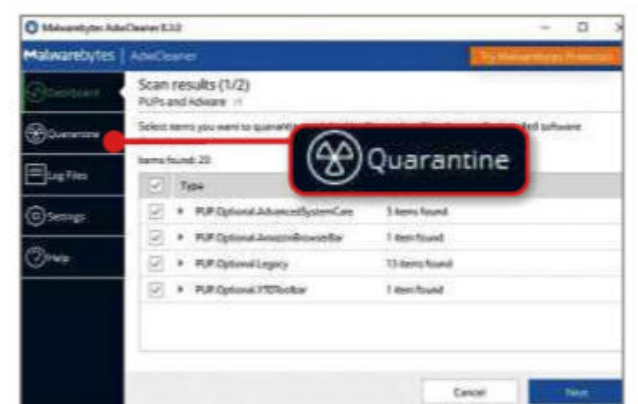 Malwarebytes AdwCleaner 8.3.0
Malwarebytes | AdwCleaner
Try Malwarebytes Protection
Dashboard
Quarantine
Log Files
Settings
Help
Scan results (1/2)
PUPs and Adware
Select items you want to quarantine
software
Quarantine
Items found: 20
Type
PUP.Optional.AdvancedSystemCare 5 items found
PUP.Optional.AmazonBrowserBar 1 item found
PUP.Optional.Legacy 13 items found
PUP.Optional.YTDToolbar 1 item found
Cancel Next